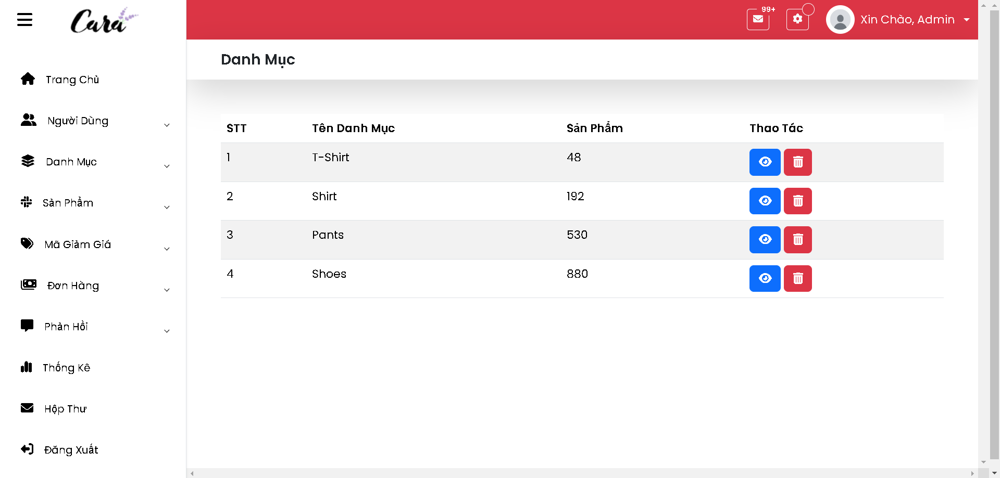 Cara
99+
Xin Chào, Admin
Danh Mục
Trang Chủ
Người Dùng
Danh Mục
Sản Phẩm
Mã Giảm Giá
Đơn Hàng
Phản Hồi
Thống Kê
Hộp Thư
Đăng Xuất
STT Tên Danh Mục Sản Phẩm Thao Tác
1 T-Shirt 48
2 Shirt 192
3 Pants 530
4 Shoes 880